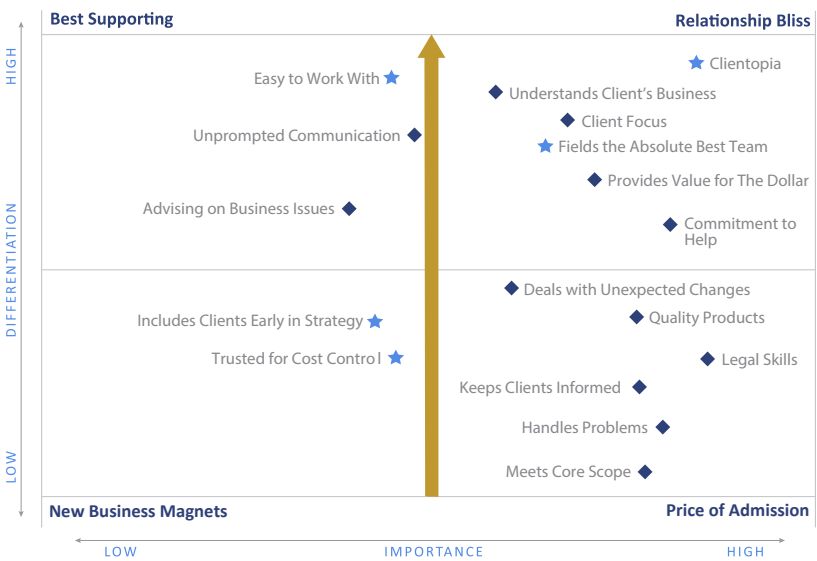 Best Supporting
Relationship Bliss
HIGH
Clientopia
Easy to Work With
Understands Client's Business
Client Focus
Unprompted Communication
Fields the Absolute Best Team
Provides Value for The Dollar
Advising on Business Issues
Commitment to
Help
DIFFERENTIATION
Deals with Unexpected Changes
Includes Clients Early in Strategy
Quality Products
Trusted for Cost Control
Legal Skills
Keeps Clients Informed
Handles Problems
LOW
Meets Core Scope
New Business Magnets
Price of Admission
LOW
IMPORTANCE
HIGH